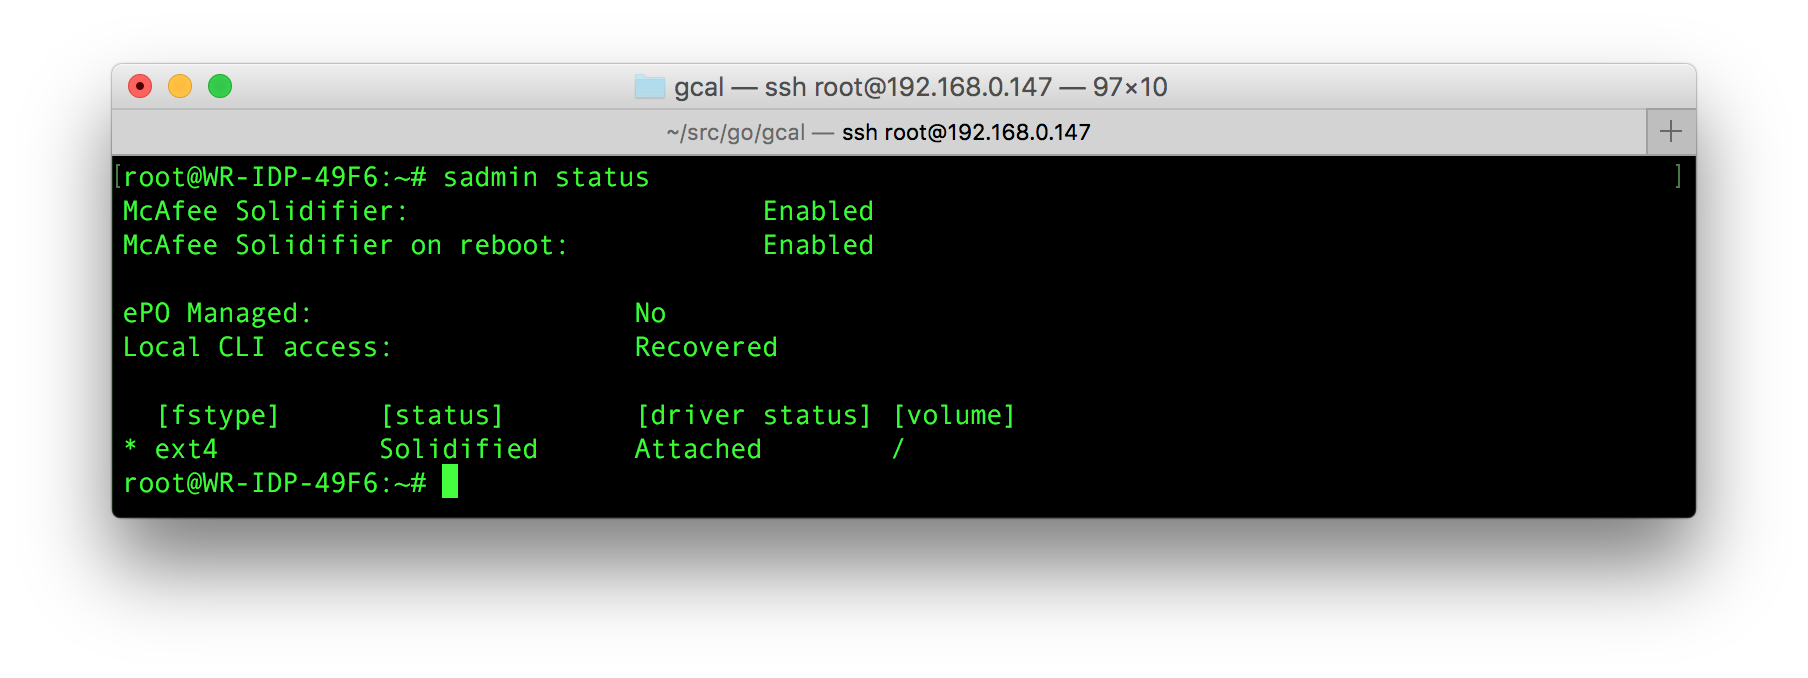 gcal — ssh root@192.168.0.147 — 97×10
~/src/go/gcal — ssh root@192.168.0.147
[root@WR-IDP-49F6:~# sadmin status ]
McAfee Solidifier: Enabled
McAfee Solidifier on reboot: Enabled
ePO Managed: No
Local CLI access: Recovered
[fstype] [status] [driver status] [volume]
* ext4 Solidified Attached /
root@WR-IDP-49F6:~#